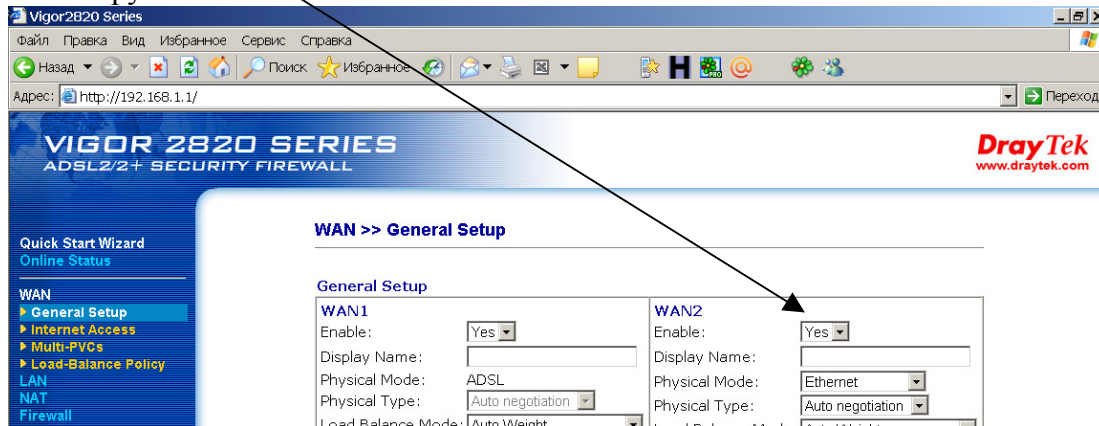 Vigor2820 Series
Файл Правка Вид Избранное Сервис Справка
Назад Поиск Избранное
Адрес: http://192.168.1.1/ Переход
VIGOR 2820 SERIES
ADSL2/2+ SECURITY FIREWALL
DrayTek
www.draytek.com
Quick Start Wizard
Online Status
WAN
General Setup
Internet Access
Multi-PVCs
Load-Balance Policy
LAN
NAT
Firewall
WAN >> General Setup
General Setup
WAN1
Enable: Yes
Display Name:
Physical Mode: ADSL
Physical Type: Auto negotiation
Load Balance Mode: Auto Weight
WAN2
Enable: Yes
Display Name:
Physical Mode: Ethernet
Physical Type: Auto negotiation